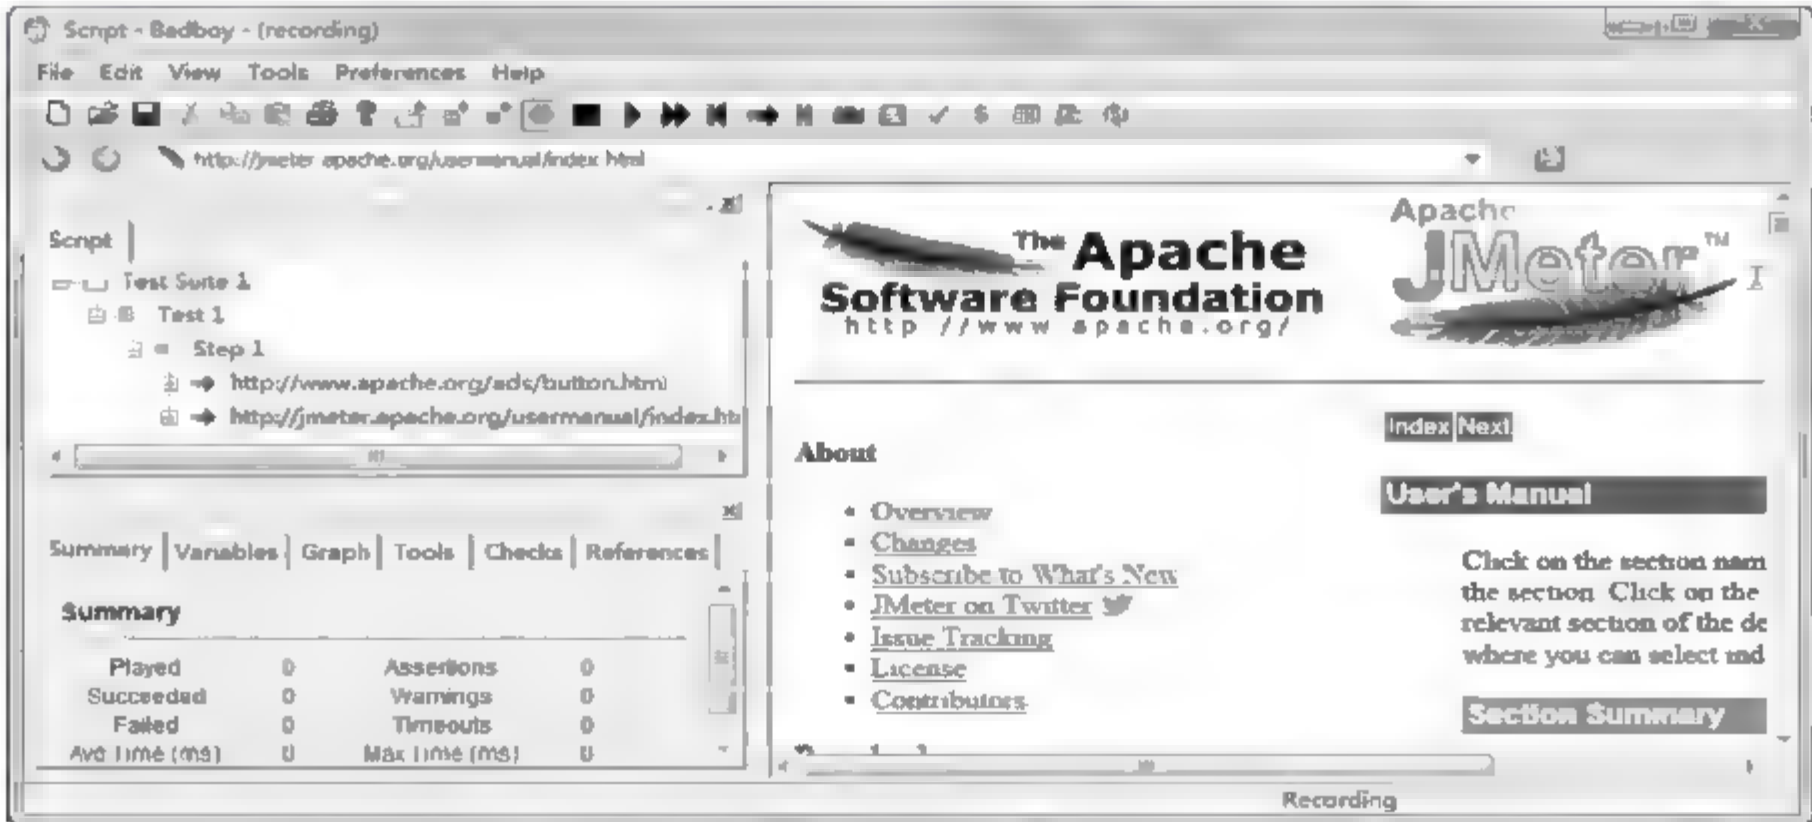 Script - Badboy - (recording)
File Edit View Tools Preferences Help
http://jmeter apache.org/usermanual/index html
Script
Test Suite 1
Test 1
Step 1
http://www.apache.org/ads/button.html
http://jmeter.apache.org/usermanual/index.ht
Summary Variables Graph Tools Checks References
Summary
Played 0 Assertions 0
Succeeded 0 Warnings 0
Failed 0 Timeouts 0
Avg Time (ms) 0 Max Time (ms) 0
The Apache
Software Foundation
http //www apache.org/
Apache
JMeter™
About
• Overview
• Changes
• Subscribe to What's New
• JMeter on Twitter
• Issue Tracking
• License
• Contributors
Index Next
User's Manual
Click on the section nam
the section Click on the
relevant section of the de
where you can select ind
Section Summary
Recording